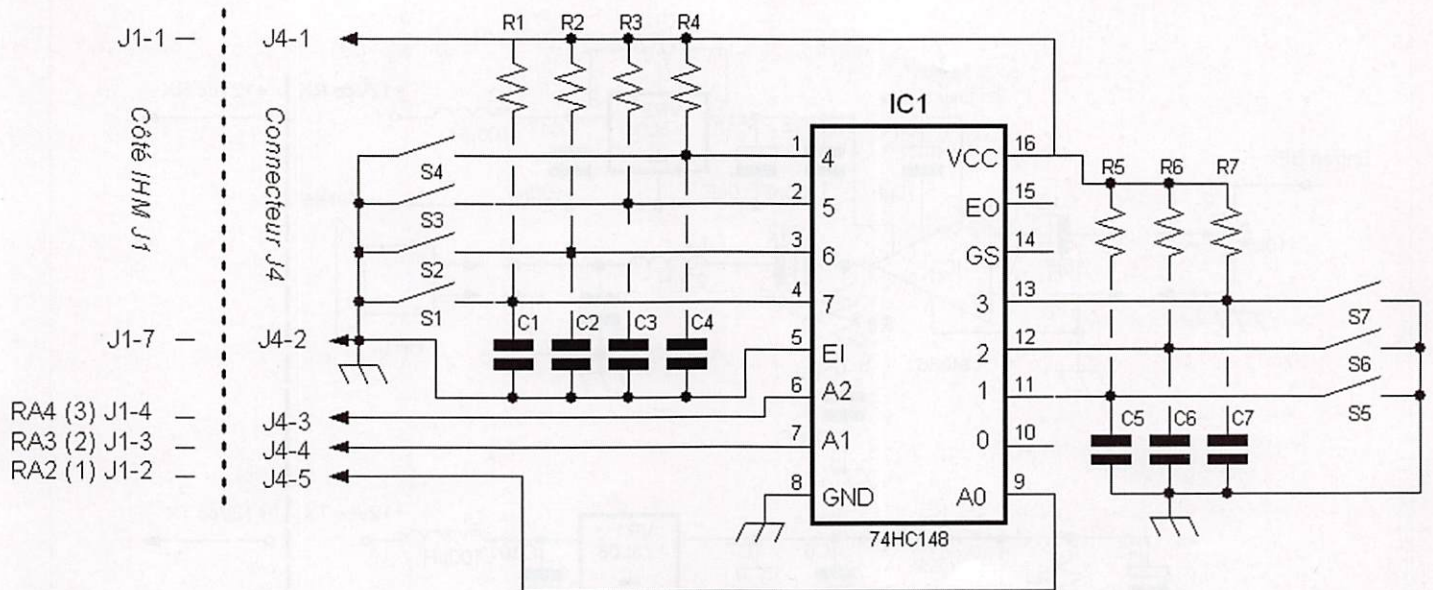 R1 R2 R3 R4
J1-1 J4-1
IC1
Côté IHM J1
Connecteur J4
S4
S3
S2
S1
1 4
2 5
3 6
4 7
5 EI
6 A2
7 A1
8 GND
VCC 16
EO 15
GS 14
3 13
2 12
1 11
0 10
A0 9
74HC148
R5 R6 R7
C1 C2 C3 C4
J1-7 J4-2
RA4 (3) J1-4 J4-3
RA3 (2) J1-3 J4-4
RA2 (1) J1-2 J4-5
S7
S6
S5
C5 C6 C7